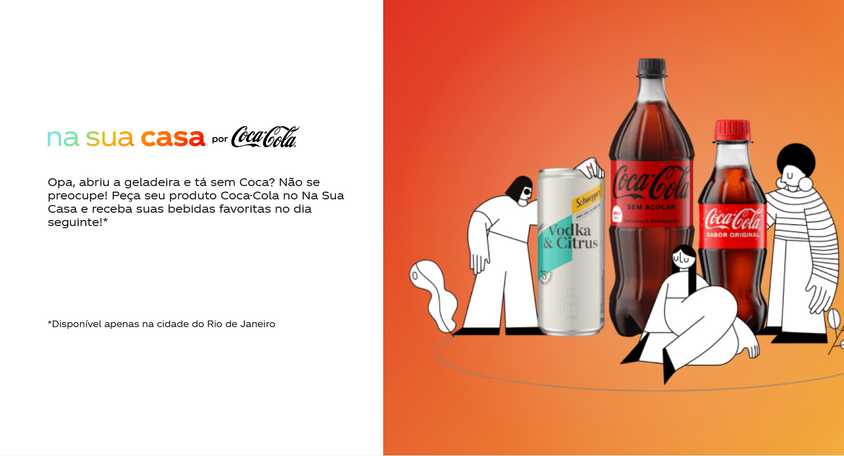 na sua casa por Coca-Cola
Opa, abriu a geladeira e tá sem Coca? Não se
preocupe! Peça seu produto Coca-Cola no Na Sua
Casa e receba suas bebidas favoritas no dia
seguinte!*
*Disponível apenas na cidade do Rio de Janeiro
Schweppes
Vodka
& Citrus
Coca-Cola
SEM AÇÚCAR
Coca-Cola
SABOR ORIGINAL